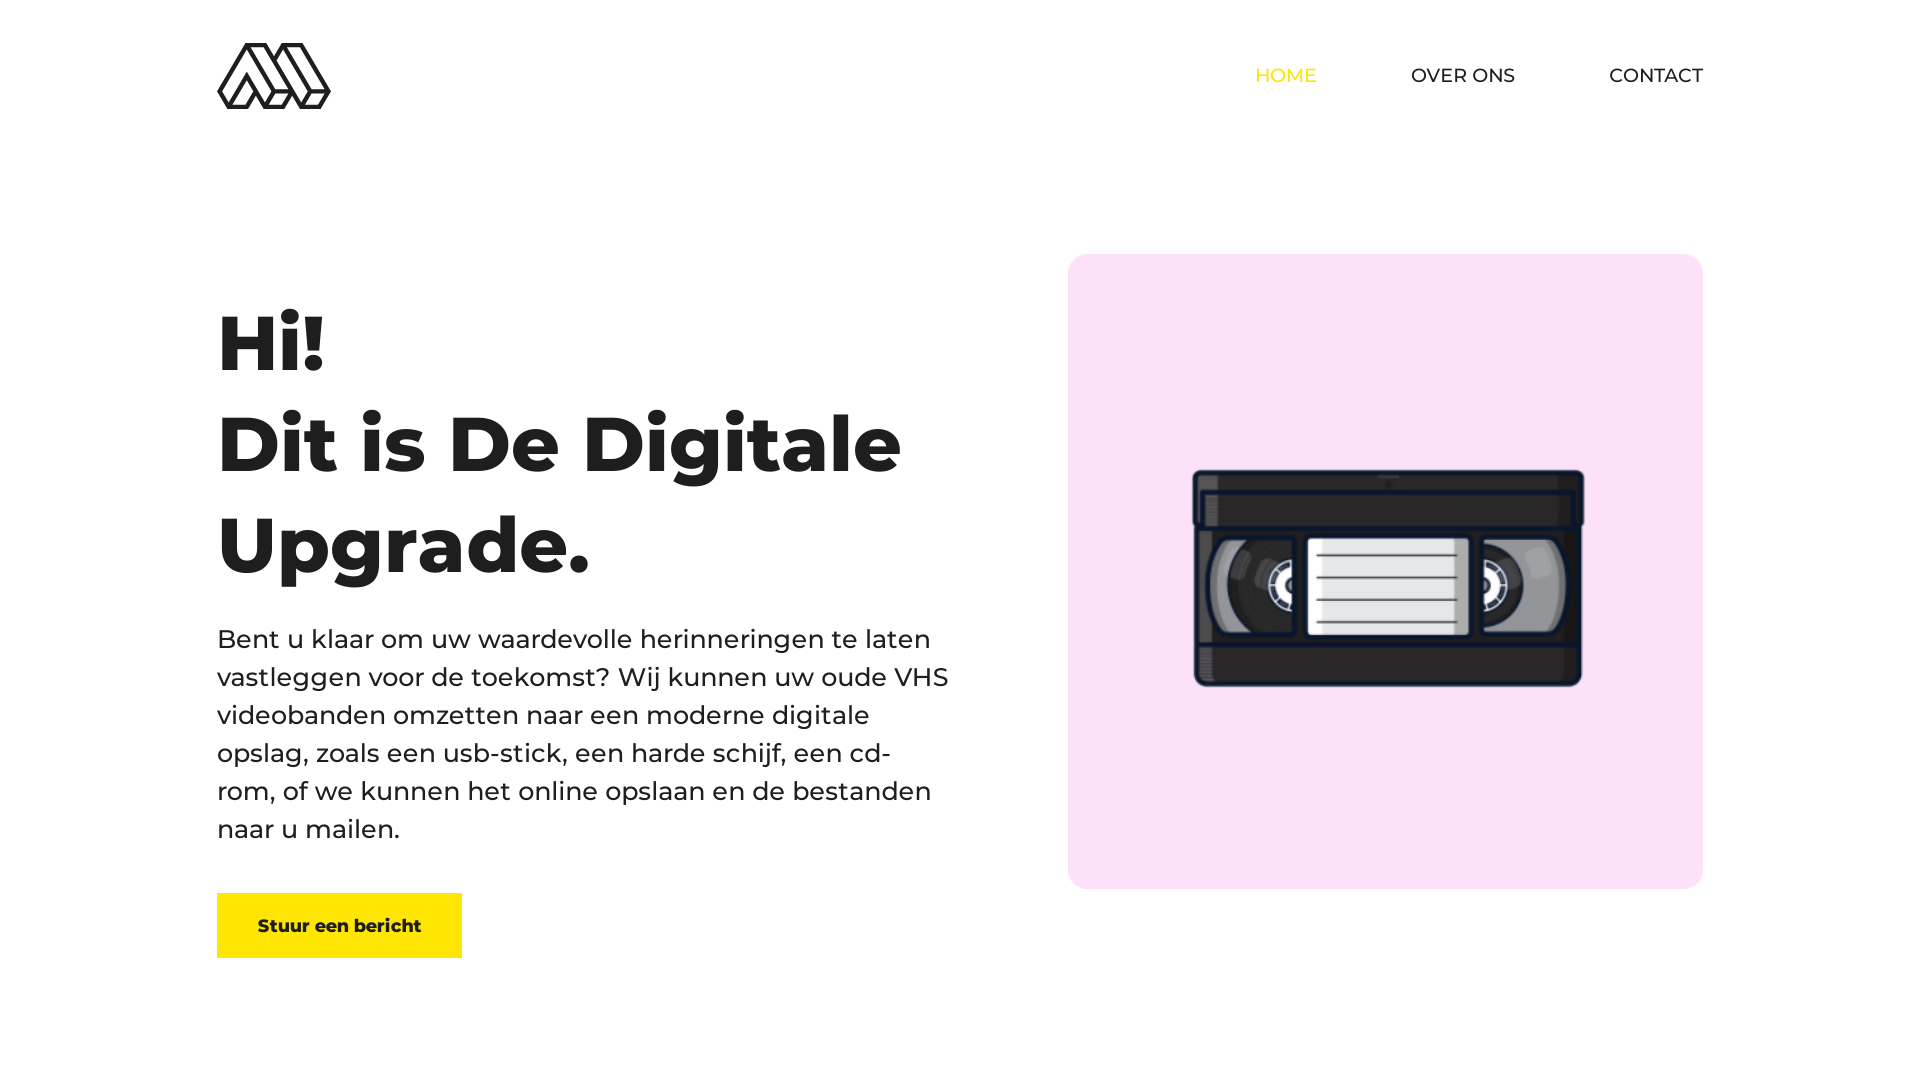 HOME
OVER ONS
CONTACT
Hi!
Dit is De Digitale
Upgrade.
Bent u klaar om uw waardevolle herinneringen te laten
vastleggen voor de toekomst? Wij kunnen uw oude VHS
videobanden omzetten naar een moderne digitale
opslag, zoals een usb-stick, een harde schijf, een cd-
rom, of we kunnen het online opslaan en de bestanden
naar u mailen.
Stuur een bericht